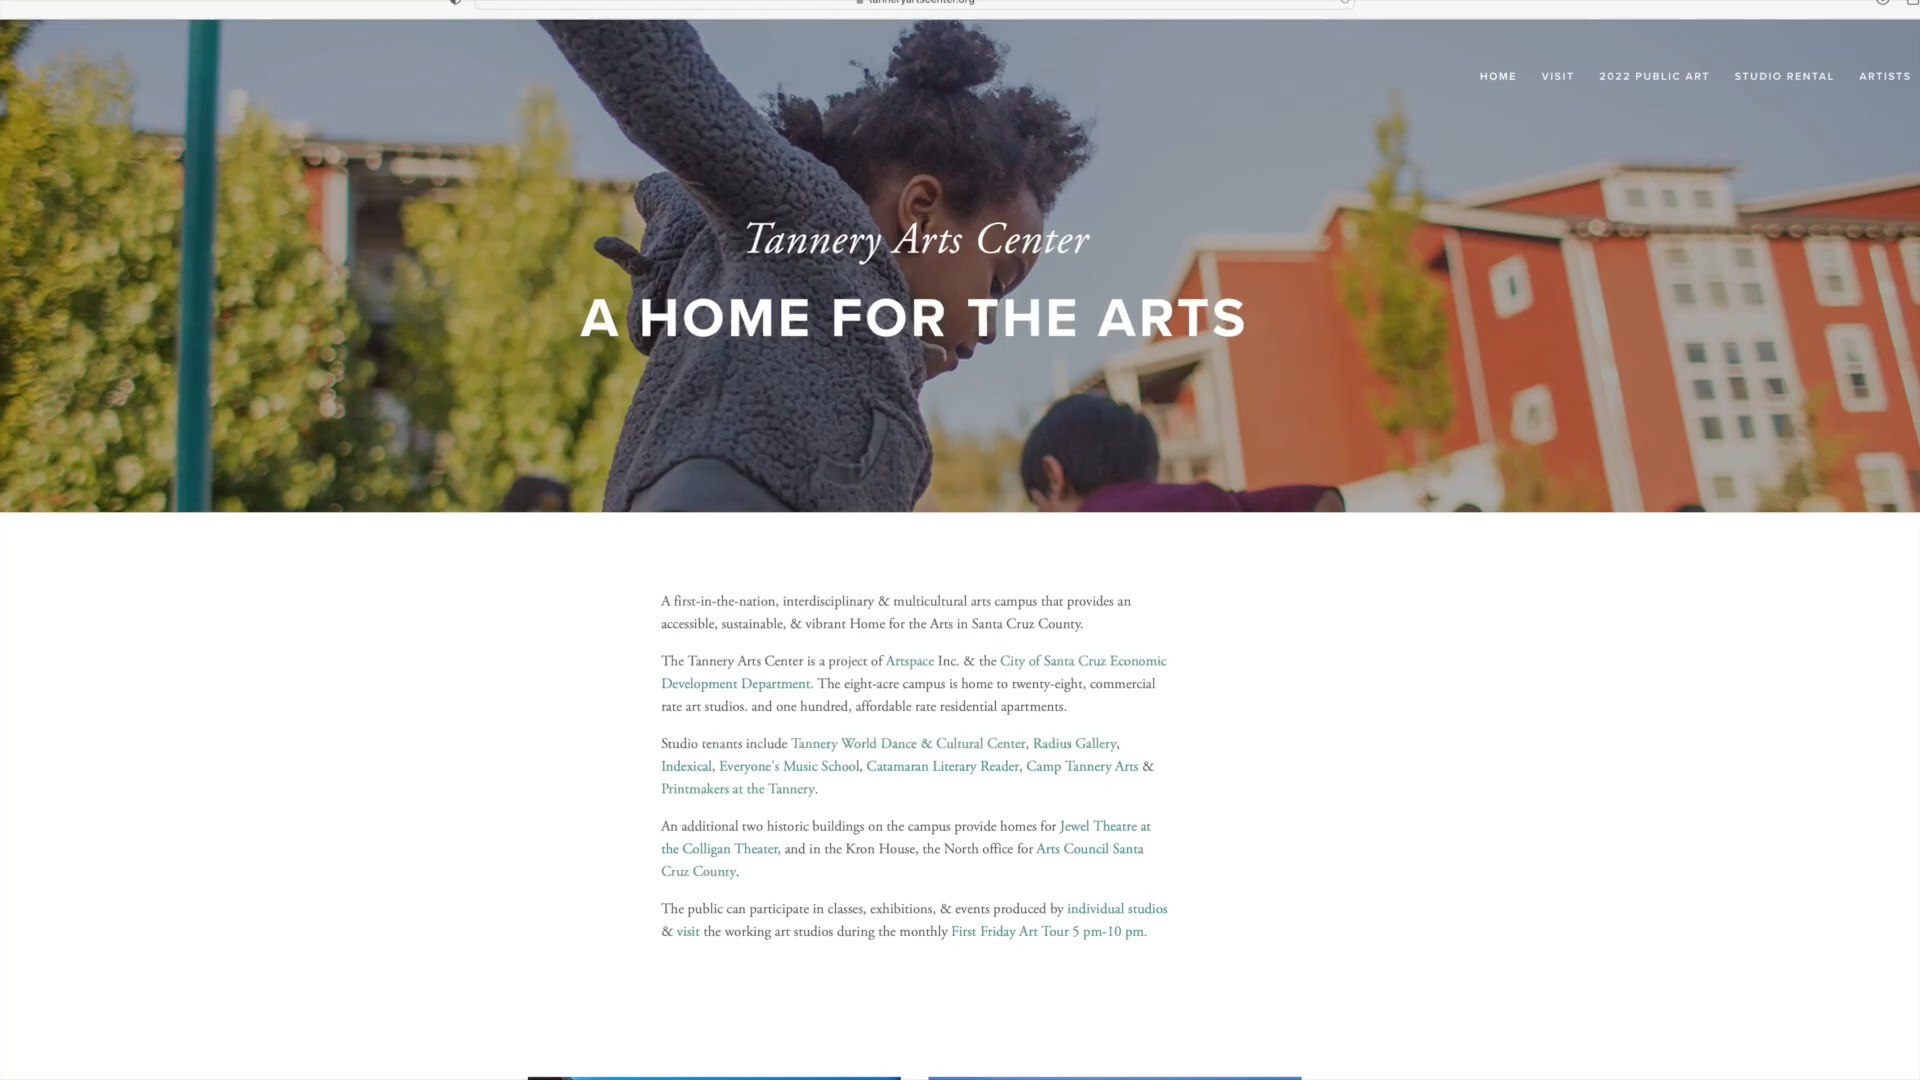 HOME VISIT 2022 PUBLIC ART STUDIO RENTAL ARTISTS
Tannery Arts Center
A HOME FOR THE ARTS
A first-in-the-nation, interdisciplinary & multicultural arts campus that provides an
accessible, sustainable, & vibrant Home for the Arts in Santa Cruz County.
The Tannery Arts Center is a project of Artspace Inc. & the City of Santa Cruz Economic
Development Department. The eight-acre campus is home to twenty-eight, commercial
rate art studios. and one hundred, affordable rate residential apartments.
Studio tenants include Tannery World Dance & Cultural Center, Radius Gallery,
Indexical, Everyone's Music School, Catamaran Literary Reader, Camp Tannery Arts &
Printmakers at the Tannery.
An additional two historic buildings on the campus provide homes for Jewel Theatre at
the Colligan Theater, and in the Kron House, the North office for Arts Council Santa
Cruz County.
The public can participate in classes, exhibitions, & events produced by individual studios
& visit the working art studios during the monthly First Friday Art Tour 5 pm-10 pm.